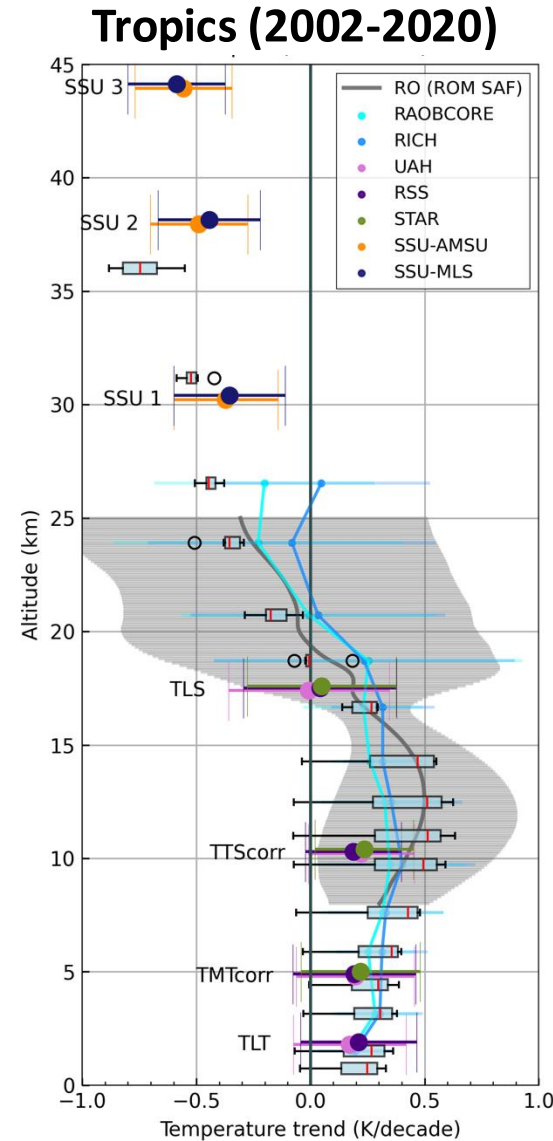 Tropics (2002-2020)
45
SSU 3
RO (ROM SAF)
RAOBCORE
RICH
UAH
RSS
STAR
SSU-AMSU
SSU-MLS
40
SSU 2
35
SSU 1
30
25
Altitude (km)
20
TLS
15
TTScorr
10
TMTcorr
5
TLT
0
−1.0 −0.5 0.0 0.5 1.0
Temperature trend (K/decade)